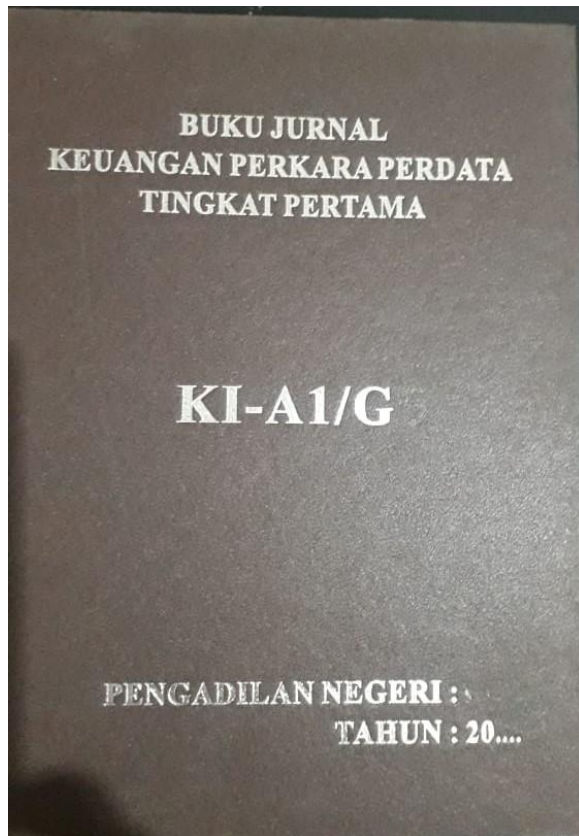 BUKU JURNAL
KEUANGAN PERKARA PERDATA
TINGKAT PERTAMA
KI-A1/G
PENGADILAN NEGERI :
TAHUN : 20....